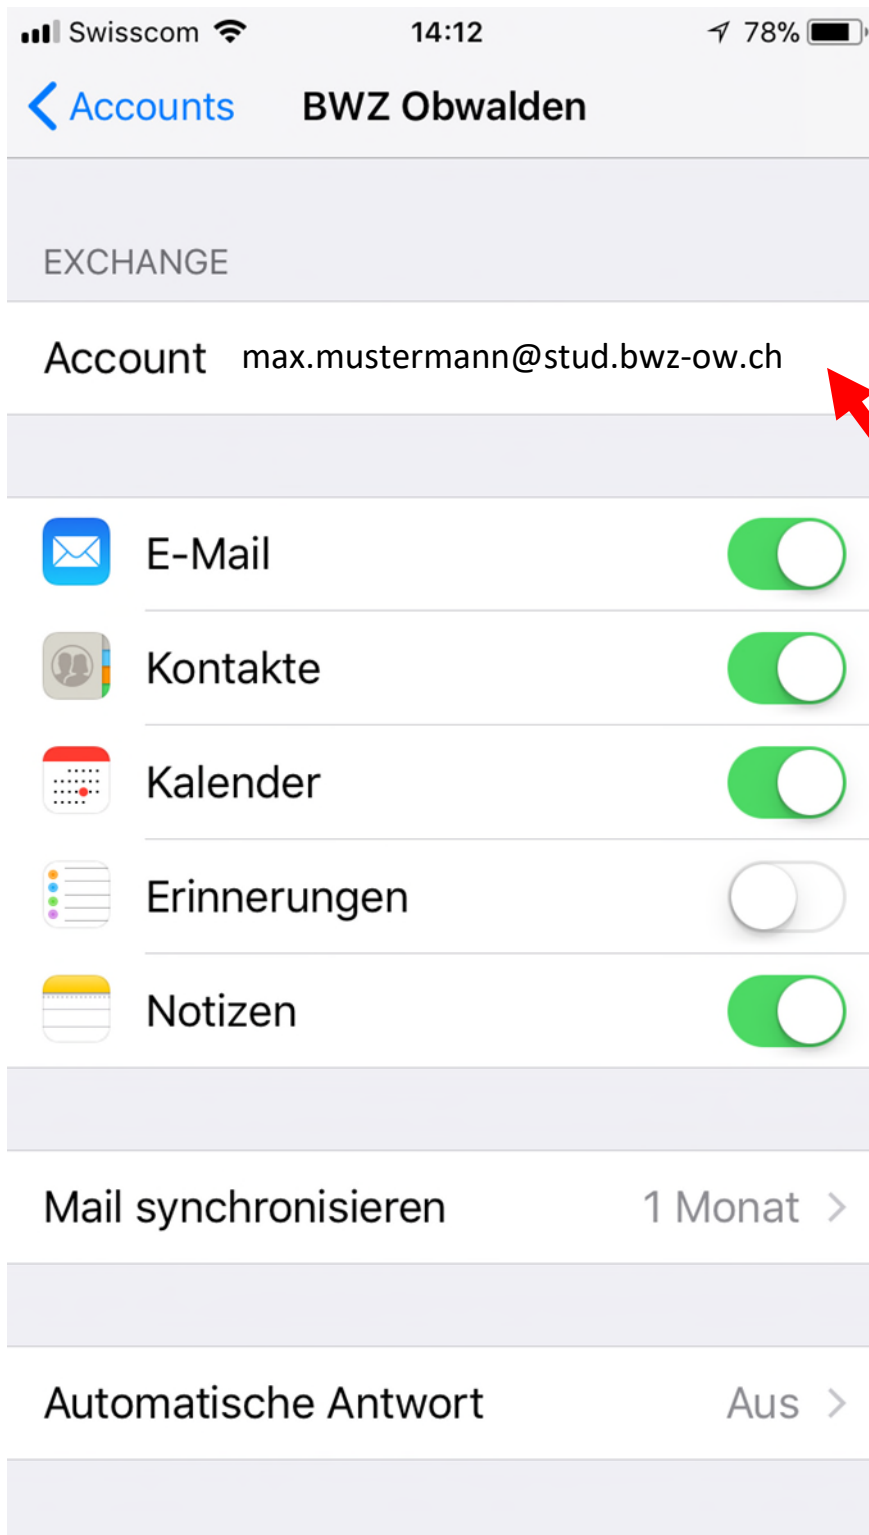 Swisscom 14:12 78%
Accounts BWZ Obwalden
EXCHANGE
Account max.mustermann@stud.bwz-ow.ch
E-Mail
Kontakte
Kalender
Erinnerungen
Notizen
Mail synchronisieren 1 Monat
Automatische Antwort Aus